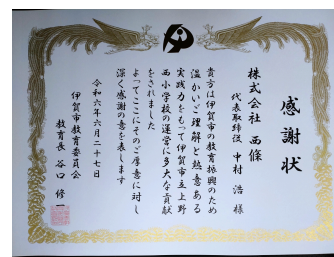 感謝状
株式会社 西條
代表取締役 中村 浩 様
貴方は伊賀市の教育振興のため
温かいご理解と熱意ある
実践力をもって伊賀市立上野
西小学校の運営に多大な貢献
をされました
よってここにそのご厚意に対し
深く感謝の意を表します
令和六年六月二十七日
伊賀市教育委員会
教育長 谷口 修一